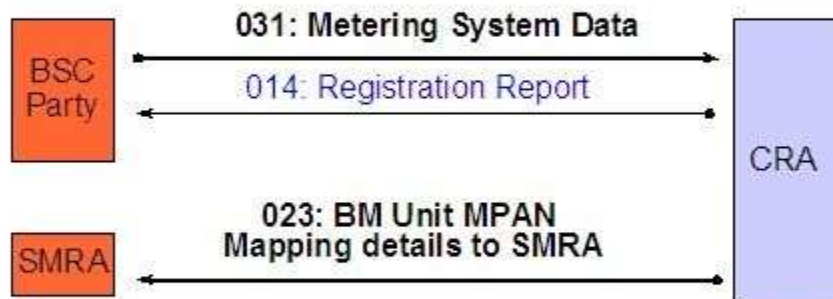 031: Metering System Data
BSC
Party
014: Registration Report
CRA
023: BM Unit MPAN
Mapping details to SMRA
SMRA